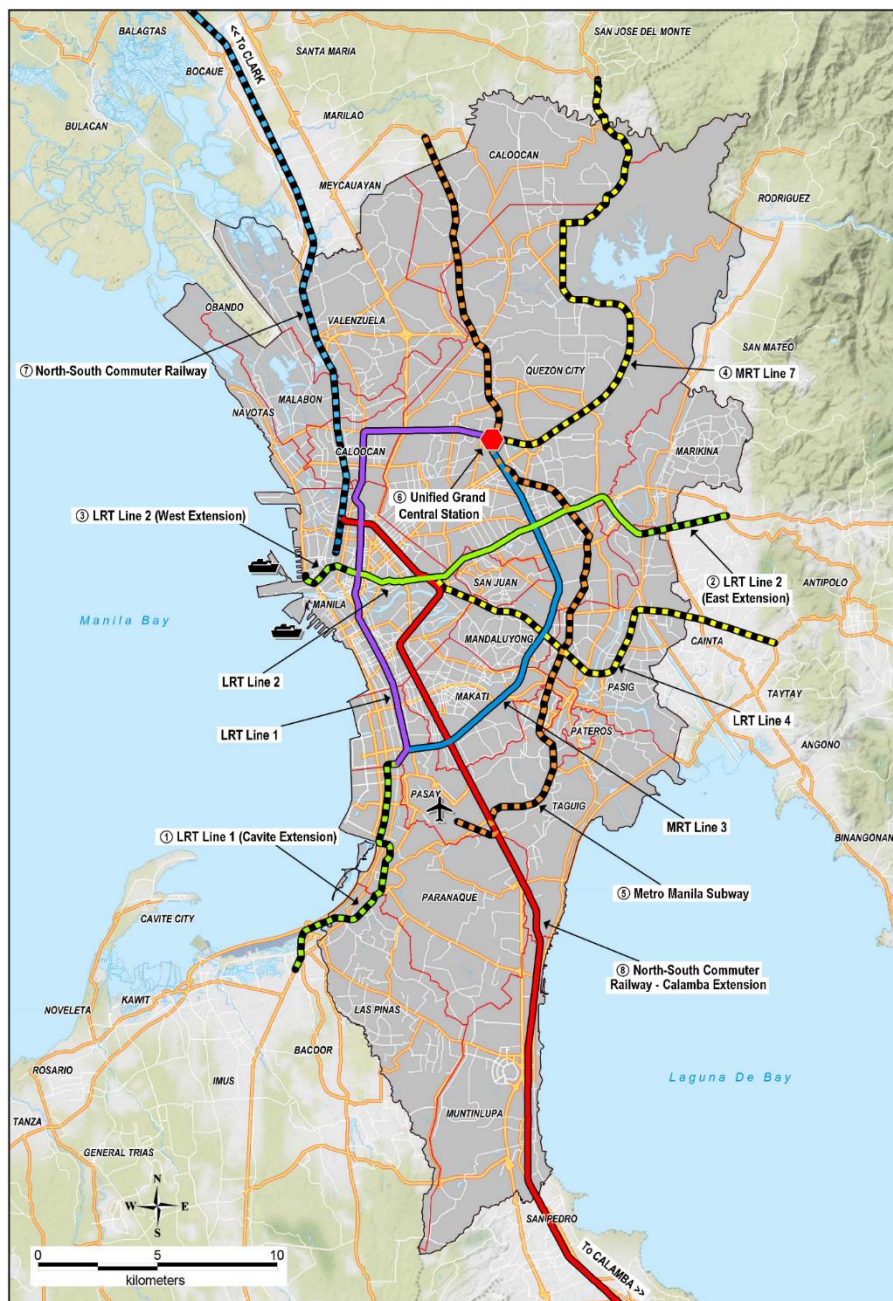 BALAGTAS
<< To CLARK
BOCAUE
SANTA MARIA
SAN JOSE DEL MONTE
BULACAN
MARILAO
MEYCAUAYAN
CALOOCAN
RODRIGUEZ
OBANDO
VALENZUELA
SAN MATEO
⑦ North-South Commuter
Railway
QUEZON CITY
④ MRT Line 7
MALABON
NAVOTAS
CALOOCAN
MARIKINA
⑥ Unified Grand
Central Station
③ LRT Line 2 (West Extension)
② LRT Line 2
(East Extension)
SAN JUAN
ANTIPOLO
MANILA
Manila Bay
MANDALUYONG
CAINTA
LRT Line 2
MAKATI
PASIG
TAYTAY
LRT Line 4
LRT Line 1
PATEROS
ANGONO
PASAY
TAGUIG
MRT Line 3
① LRT Line 1 (Cavite Extension)
BINANGONAN
PARANAQUE
⑤ Metro Manila Subway
CAVITE CITY
⑧ North-South Commuter
Railway - Calamba Extension
NOVELETA
KAWIT
LAS PINAS
BACOOR
ROSARIO
IMUS
Laguna De Bay
TANZA
MUNTINLUPA
GENERAL TRIAS
N
W E
S
SAN PEDRO
To CALAMBA >>
0 5 10
kilometers